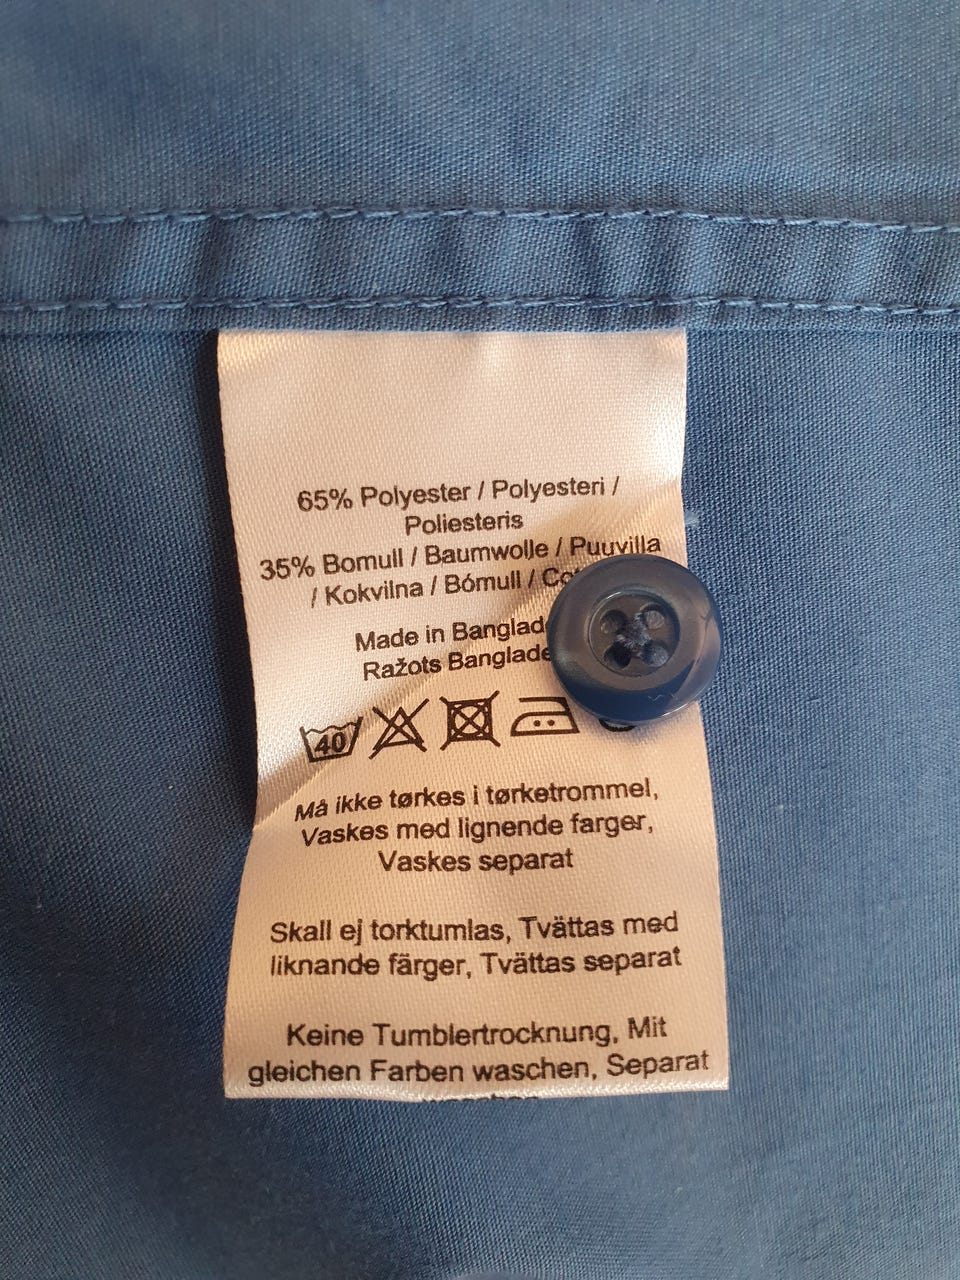 65% Polyester / Polyesteri /
Poliesteris
35% Bomull / Baumwolle / Puuvilla
/ Kokvilna / Bómull /
Made in
Ražots
40
Må ikke tørkes i tørketrommel,
Vaskes med lignende farger,
Vaskes separat
Skall ej torktumlas, Tvättas med
liknande färger, Tvättas separat
Keine Tumblertrocknung, Mit
gleichen Farben waschen, Separat